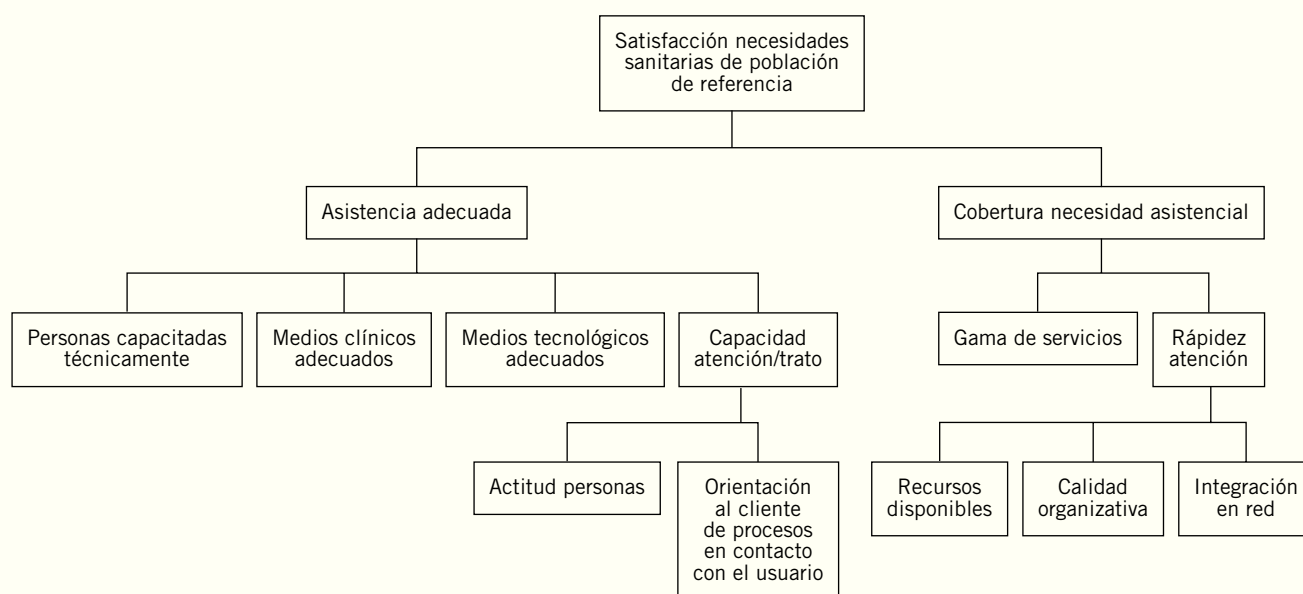 Satisfacción necesidades
sanitarias de población
de referencia
Asistencia adecuada
Cobertura necesidad asistencial
Personas capacitadas
técnicamente
Medios clínicos
adecuados
Medios tecnológicos
adecuados
Capacidad
atención/trato
Gama de servicios
Rápidez
atención
Actitud personas
Orientación
al cliente
de procesos
en contacto
con el usuario
Recursos
disponibles
Calidad
organizativa
Integración
en red